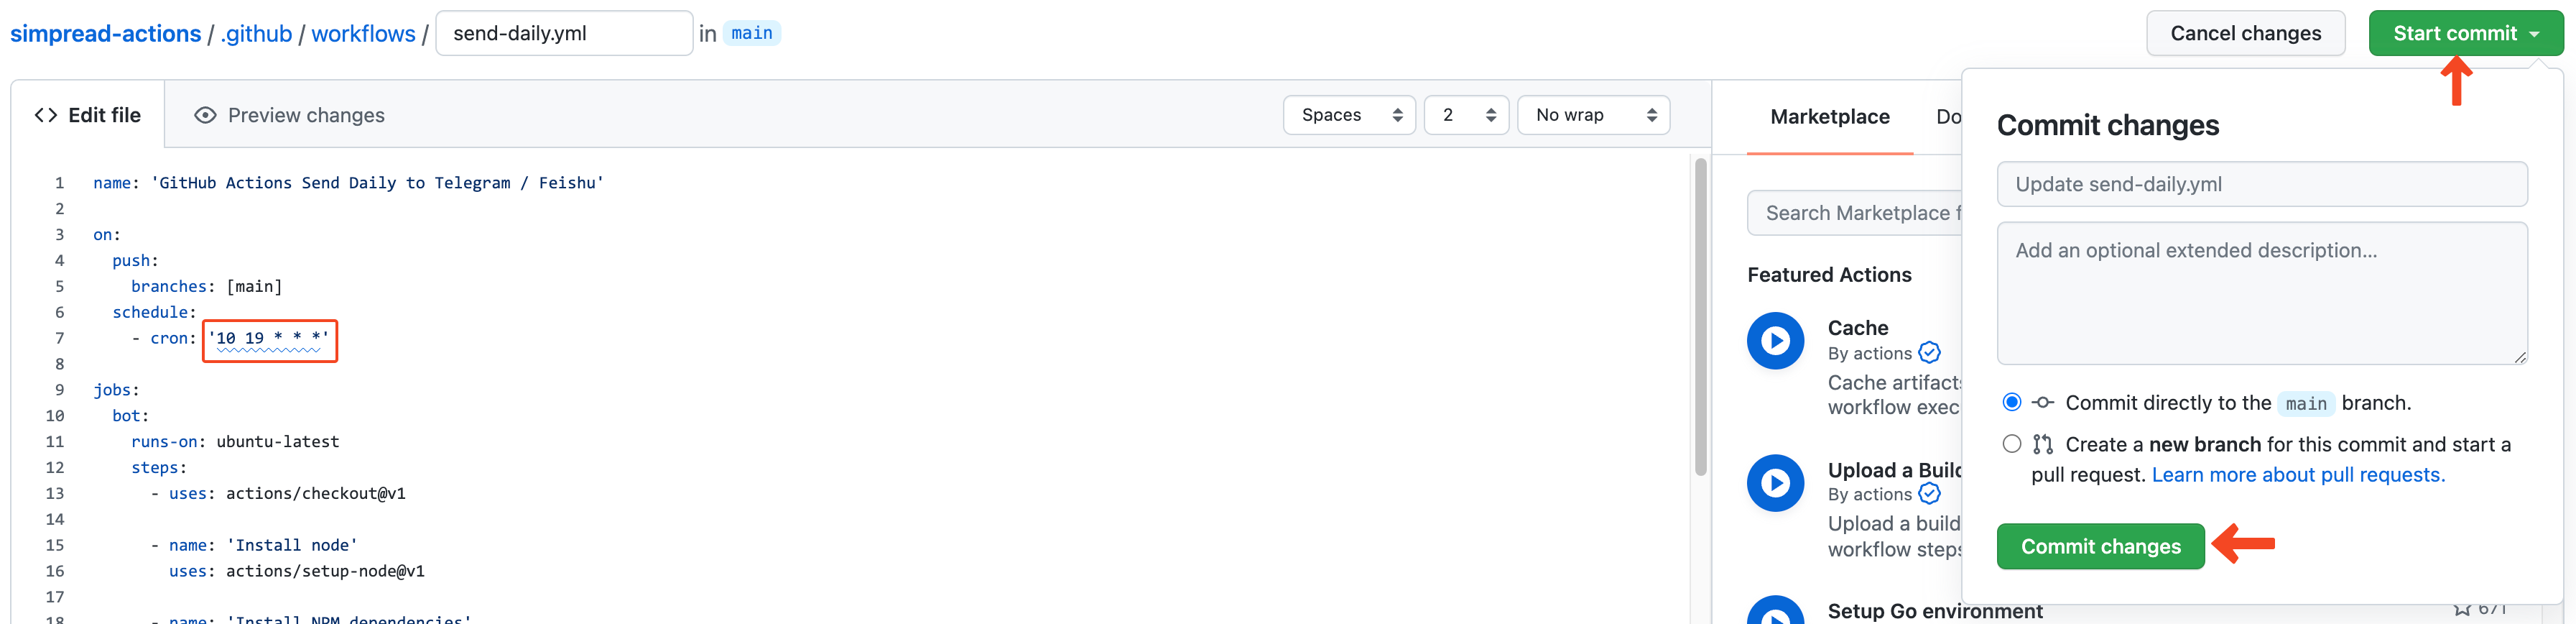 simpread-actions / .github / workflows / send-daily.yml in main
Cancel changes
Start commit
Edit file
Preview changes
Spaces
2
No wrap
1 name: 'GitHub Actions Send Daily to Telegram / Feishu'
2
3 on:
4 push:
5 branches: [main]
6 schedule:
7 - cron: '10 19 * * *'
8
9 jobs:
10 bot:
11 runs-on: ubuntu-latest
12 steps:
13 - uses: actions/checkout@v1
14
15 - name: 'Install node'
16 uses: actions/setup-node@v1
17
18 - name: 'Install NPM dependencies'
Marketplace
Do
Search Marketplace f
Featured Actions
Cache
By actions
Cache artifacts
workflow exec
Upload a Build
By actions
Upload a build
workflow steps
Setup Go environment
671
Commit changes
Update send-daily.yml
Add an optional extended description...
Commit directly to the main branch.
Create a new branch for this commit and start a
pull request. Learn more about pull requests.
Commit changes